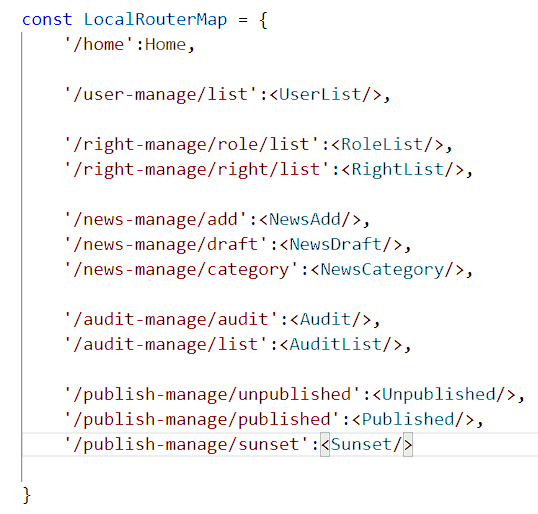 const LocalRouterMap = {
'/home':Home,
'/user-manage/list':<UserList/>,
'/right-manage/role/list':<RoleList/>,
'/right-manage/right/list':<RightList/>,
'/news-manage/add':<NewsAdd/>,
'/news-manage/draft':<NewsDraft/>,
'/news-manage/category':<NewsCategory/>,
'/audit-manage/audit':<Audit/>,
'/audit-manage/list':<AuditList/>,
'/publish-manage/unpublished':<Unpublished/>,
'/publish-manage/published':<Published/>,
'/publish-manage/sunset':<Sunset/>
}